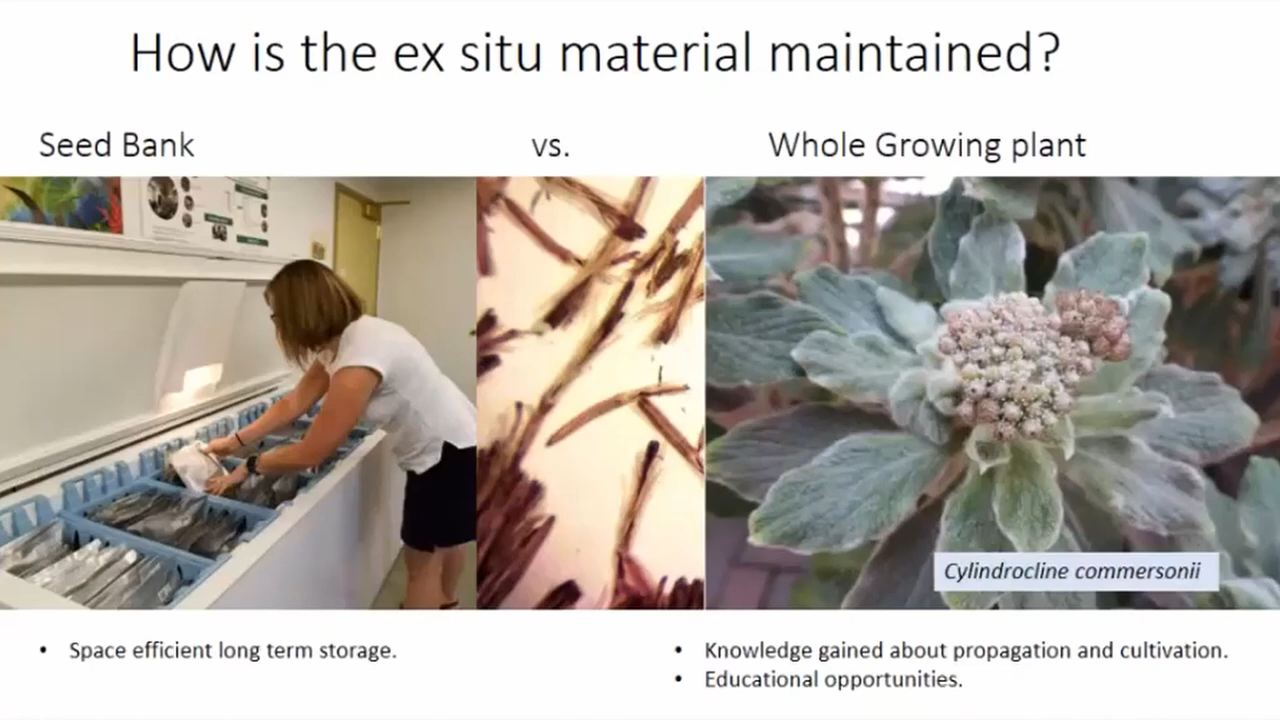 How is the ex situ material maintained?
Seed Bank vs. Whole Growing plant
Cylindrocline commersonii
• Space efficient long term storage.
• Knowledge gained about propagation and cultivation.
• Educational opportunities.